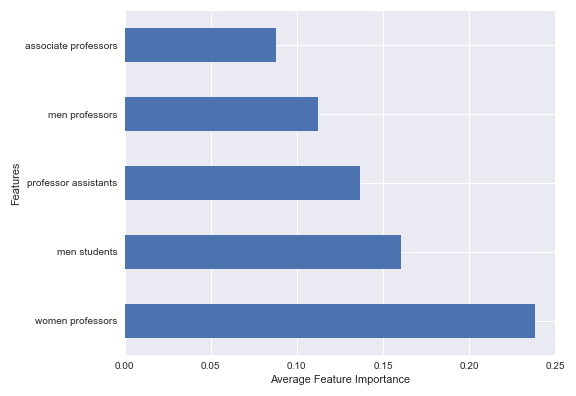 associate professors
men professors
professor assistants
men students
women professors
Features
0.00 0.05 0.10 0.15 0.20 0.25
Average Feature Importance